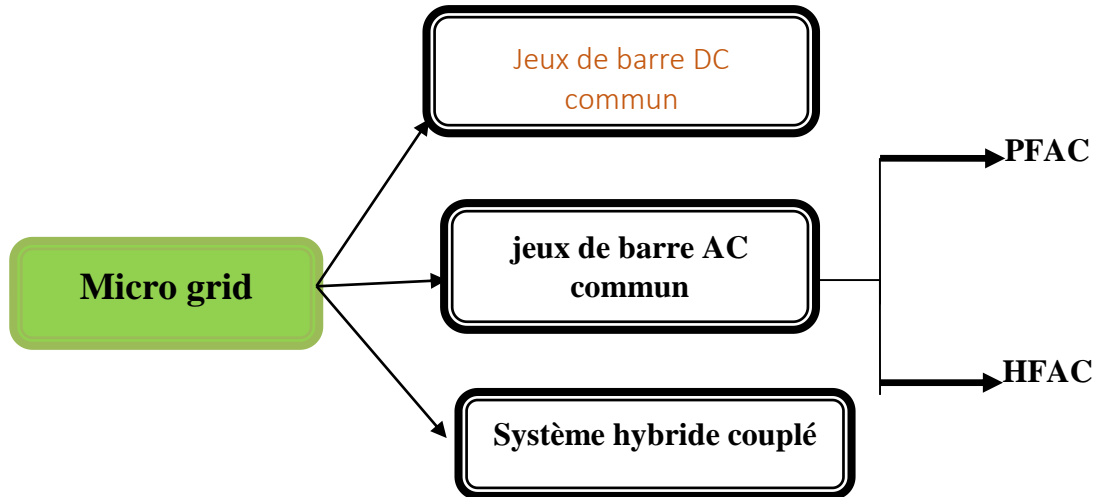 Jeux de barre DC
commun
PFAC
jeux de barre AC
commun
Micro grid
HFAC
Système hybride couplé